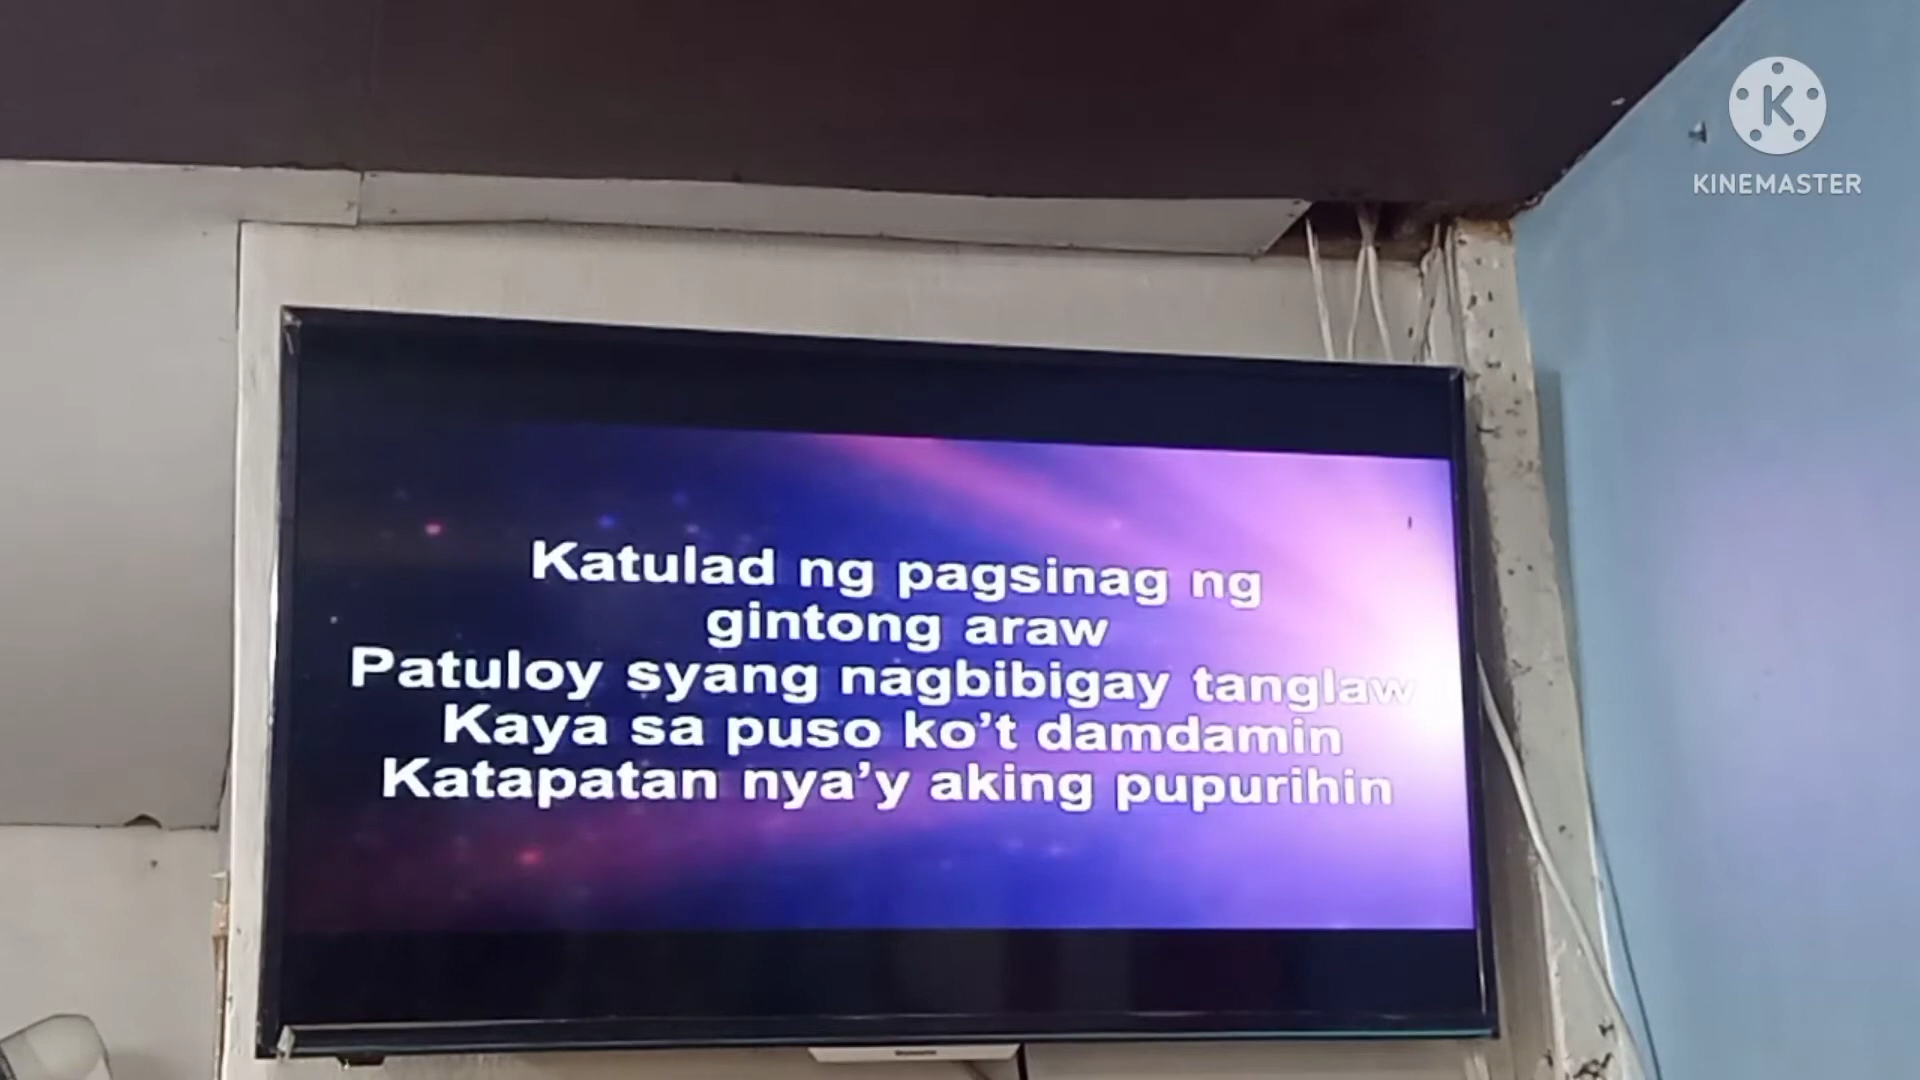 KINEMASTER
Katulad ng pagsinag ng
gintong araw
Patuloy syang nagbibigay tanglaw
Kaya sa puso ko't damdamin
Katapatan nya'y aking pupurihin